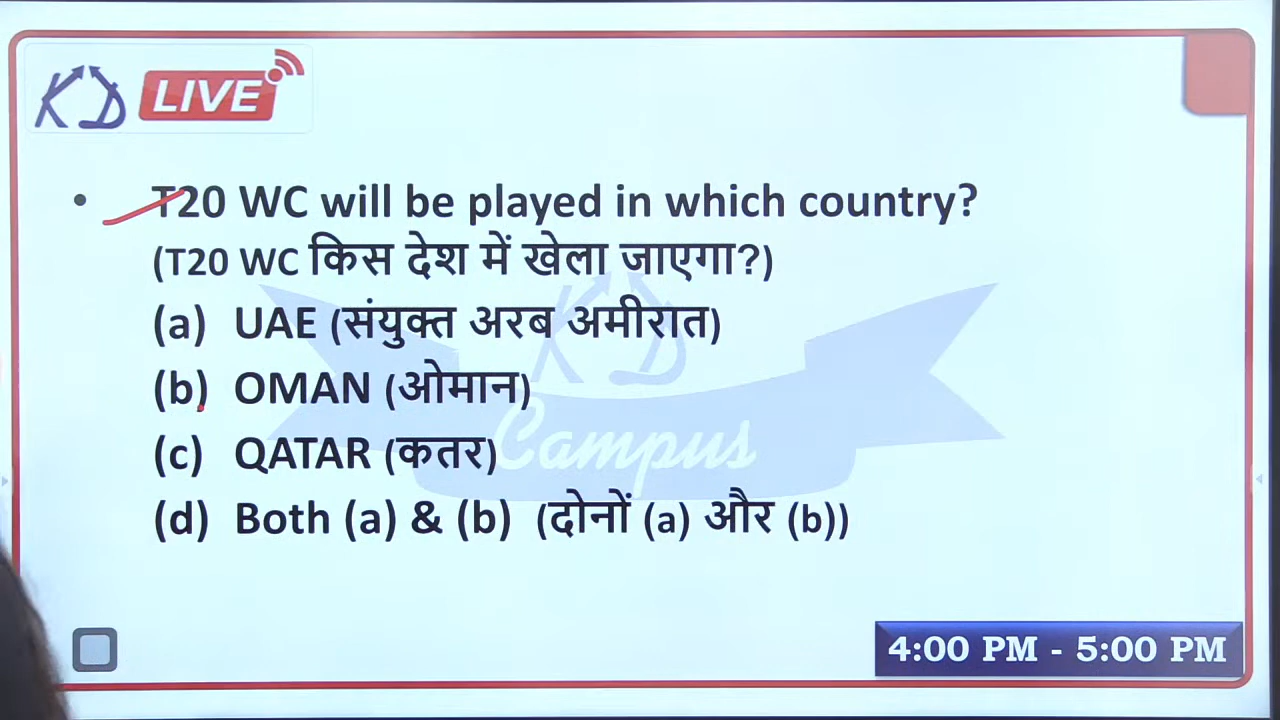 KD LIVE
• T20 WC will be played in which country?
(T20 WC किस देश में खेला जाएगा?)
(a) UAE (संयुक्त अरब अमीरात)
(b) OMAN (ओमान)
(c) QATAR (कतर)
(d) Both (a) & (b) (दोनों (a) और (b))
KD
Campus
4:00 PM - 5:00 PM